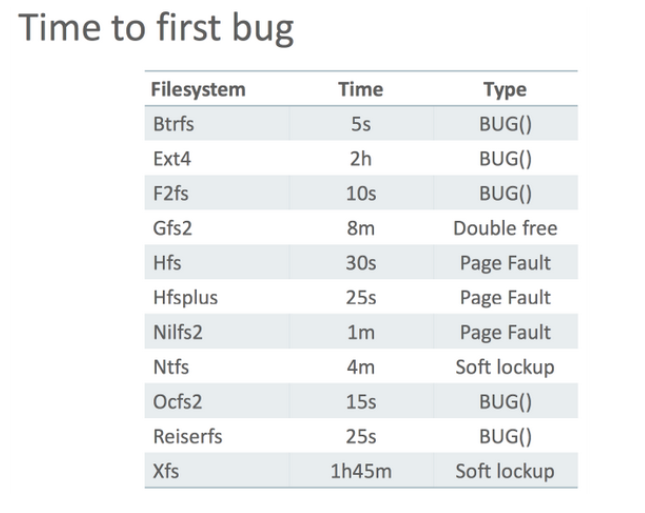 Time to first bug
Filesystem Time Type
Btrfs 5s BUG()
Ext4 2h BUG()
F2fs 10s BUG()
Gfs2 8m Double free
Hfs 30s Page Fault
Hfsplus 25s Page Fault
Nilfs2 1m Page Fault
Ntfs 4m Soft lockup
Ocfs2 15s BUG()
Reiserfs 25s BUG()
Xfs 1h45m Soft lockup